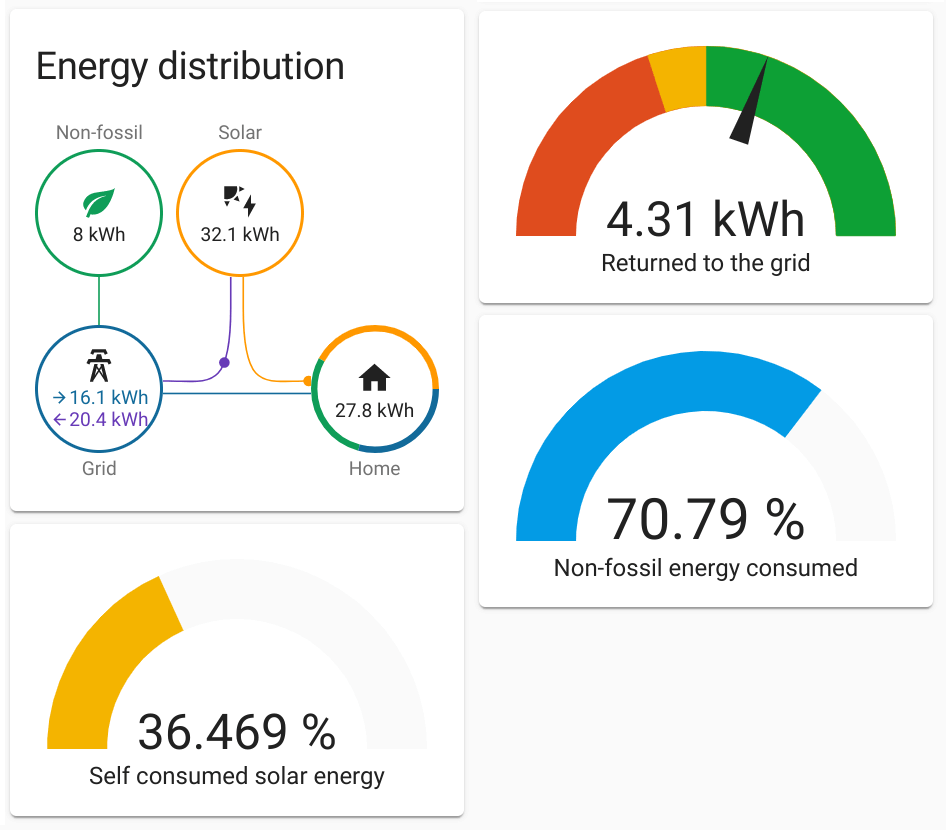 Energy distribution
Non-fossil
Solar
8 kWh
32.1 kWh
→16.1 kWh
←20.4 kWh
27.8 kWh
Grid
Home
4.31 kWh
Returned to the grid
70.79 %
Non-fossil energy consumed
36.469 %
Self consumed solar energy